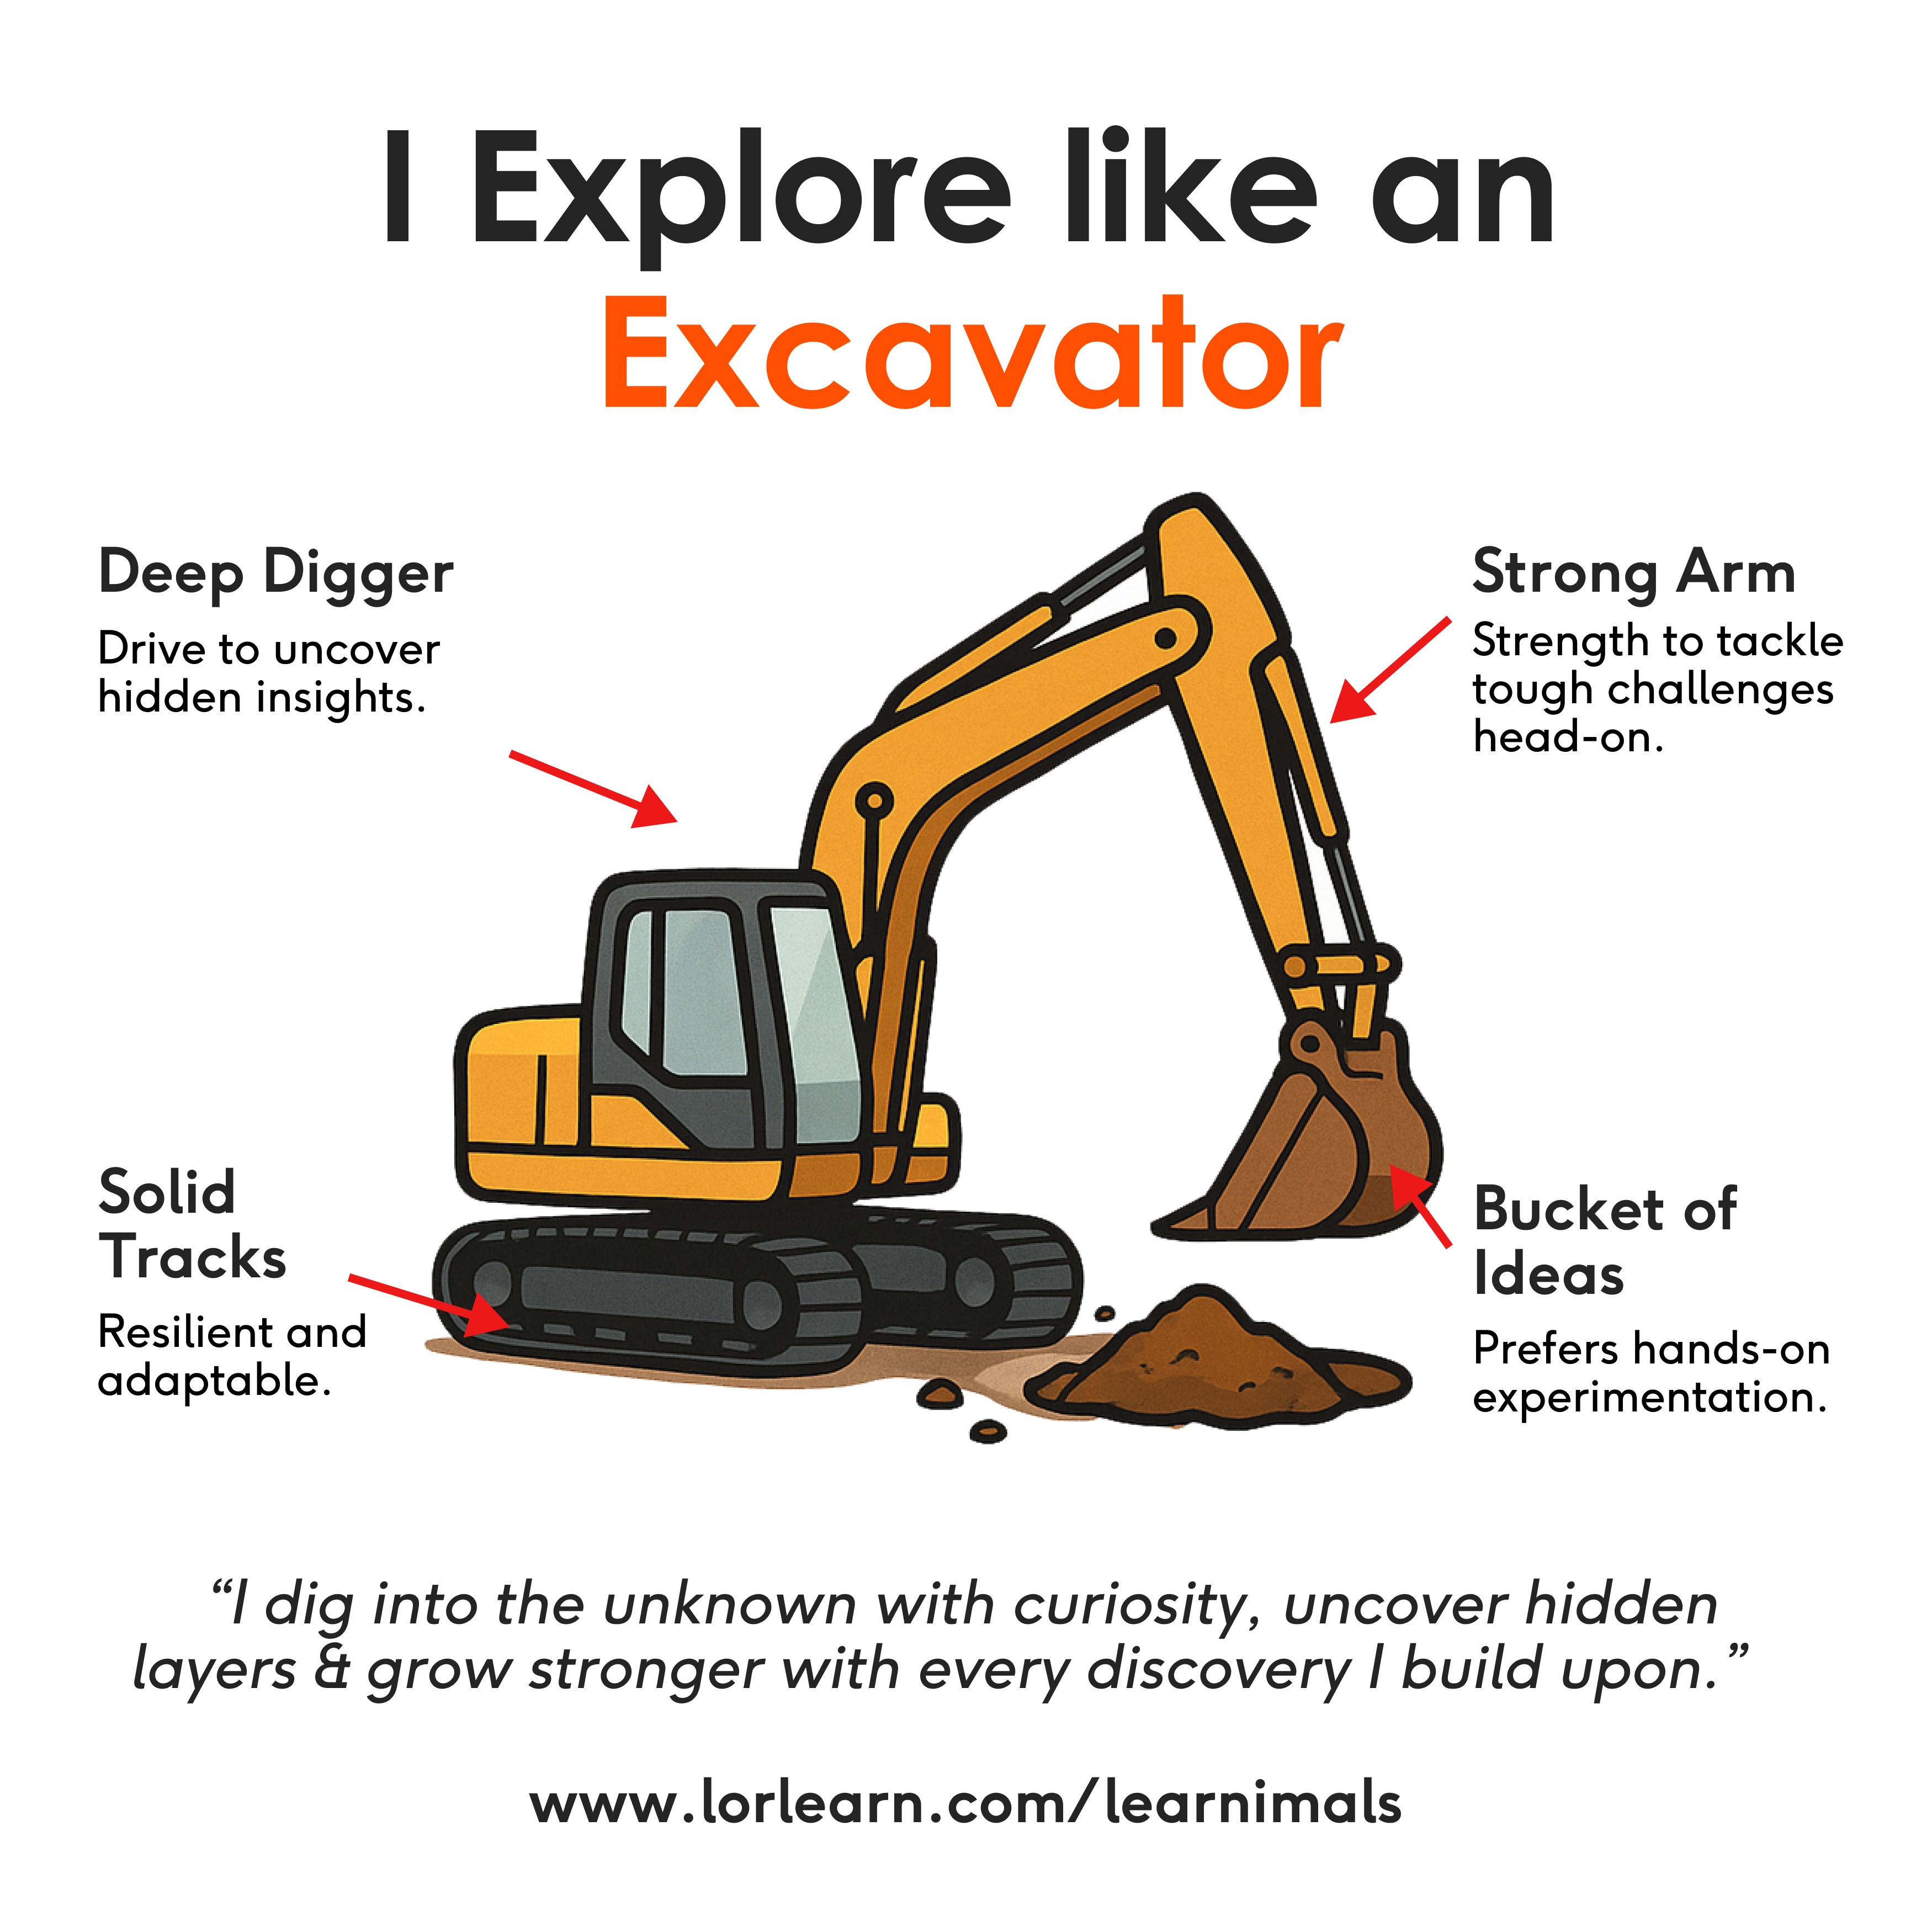 I Explore like an
Excavator
Deep Digger
Drive to uncover
hidden insights.
Strong Arm
Strength to tackle
tough challenges
head-on.
Solid
Tracks
Resilient and
adaptable.
Bucket of
Ideas
Prefers hands-on
experimentation.
“I dig into the unknown with curiosity, uncover hidden
layers & grow stronger with every discovery I build upon.”
www.lorlearn.com/learnimals